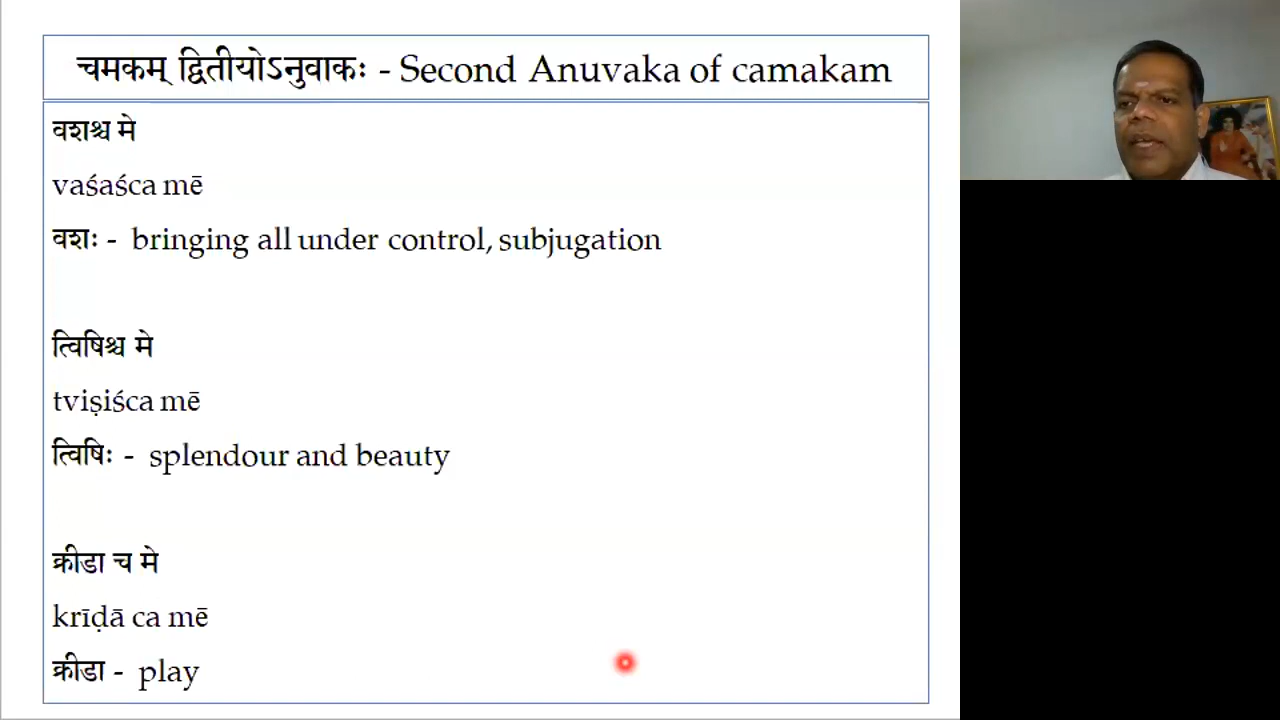 चमकम् द्वितीयोऽनुवाकः - Second Anuvaka of camakam
वशश्च मे
vaśaśca mē
वशः - bringing all under control, subjugation
त्विषिश्च मे
tviṣiśca mē
त्विषिः - splendour and beauty
क्रीडा च मे
krīḍā ca mē
क्रीडा - play